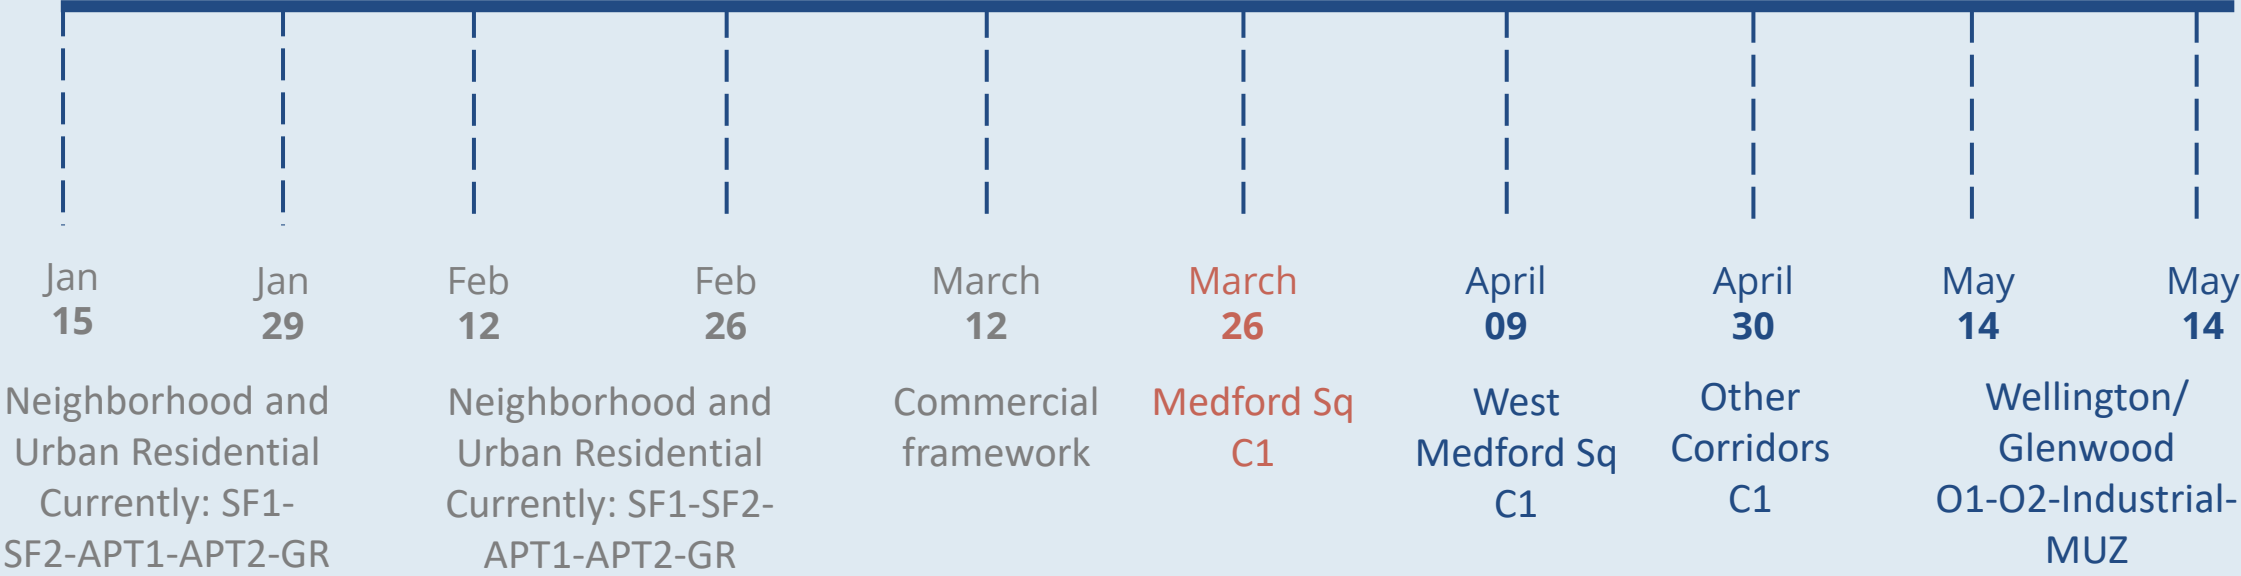 Jan
15
Jan
29
Feb
12
Feb
26
March
12
March
26
April
09
April
30
May
14
May
14
Neighborhood and
Urban Residential
Currently: SF1-
SF2-APT1-APT2-GR
Neighborhood and
Urban Residential
Currently: SF1-SF2-
APT1-APT2-GR
Commercial
framework
Medford Sq
C1
West
Medford Sq
C1
Other
Corridors
C1
Wellington/
Glenwood
O1-O2-Industrial-
MUZ